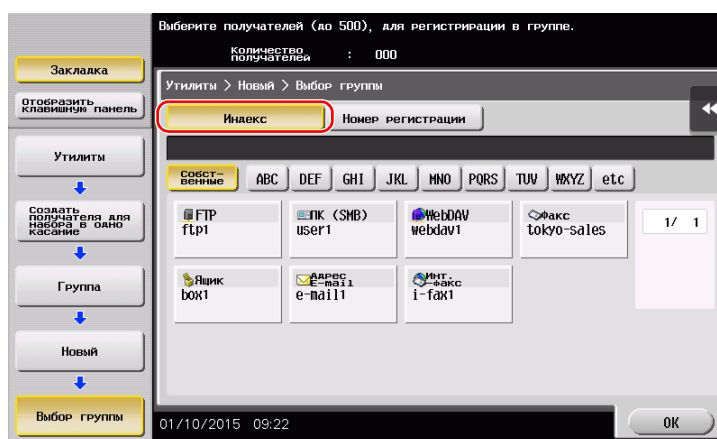 Выберите получателей (до 500), для регистрирации в группе.
Количество
получателей : 000
Закладка
Отобразить
клавишную панель
Утилиты
Создать
получателя для
набора в одно
касание
Группа
Новый
Выбор группы
Утилиты > Новый > Выбор группы
Индекс
Номер регистрации
Собст-
венные
ABC
DEF
GHI
JKL
MNO
PQRS
TUV
WXYZ
etc
FTP
ftp1
ПК (SMB)
user1
WebDAV
webdav1
Факс
tokyo-sales
1/ 1
Ящик
box1
Адрес
E-mail
e-mail1
Инт.
-факс
i-fax1
01/10/2015 09:22
OK